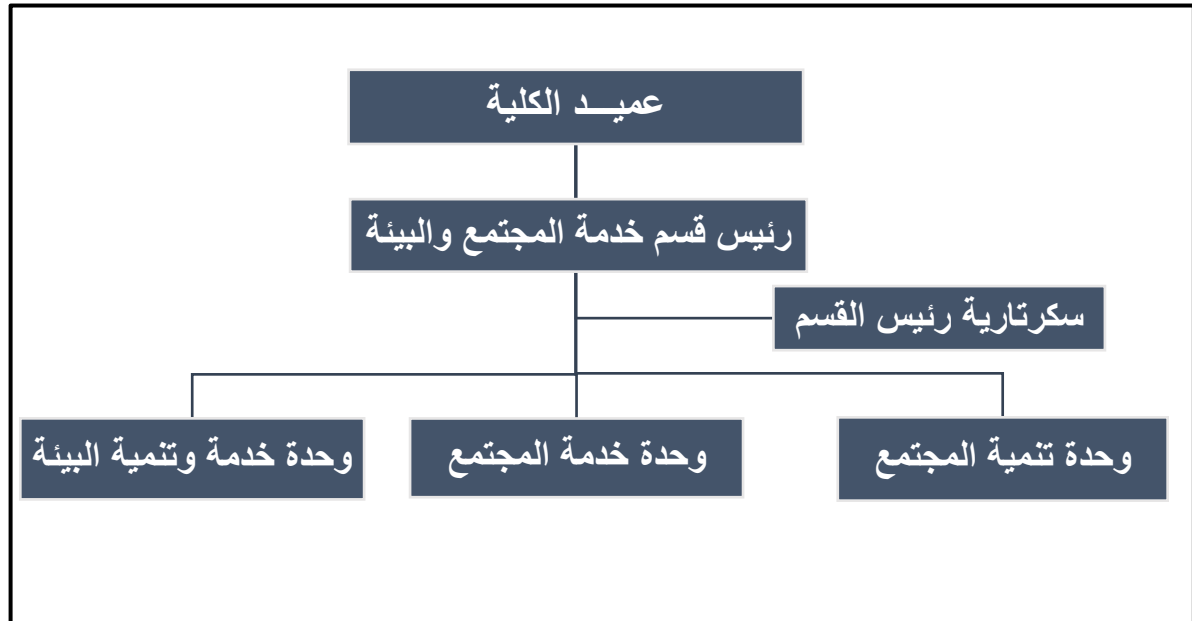 عميـــد الكلية
رئيس قسم خدمة المجتمع والبيئة
سكرتارية رئيس القسم
وحدة تنمية المجتمع
وحدة خدمة المجتمع
وحدة خدمة وتنمية البيئة